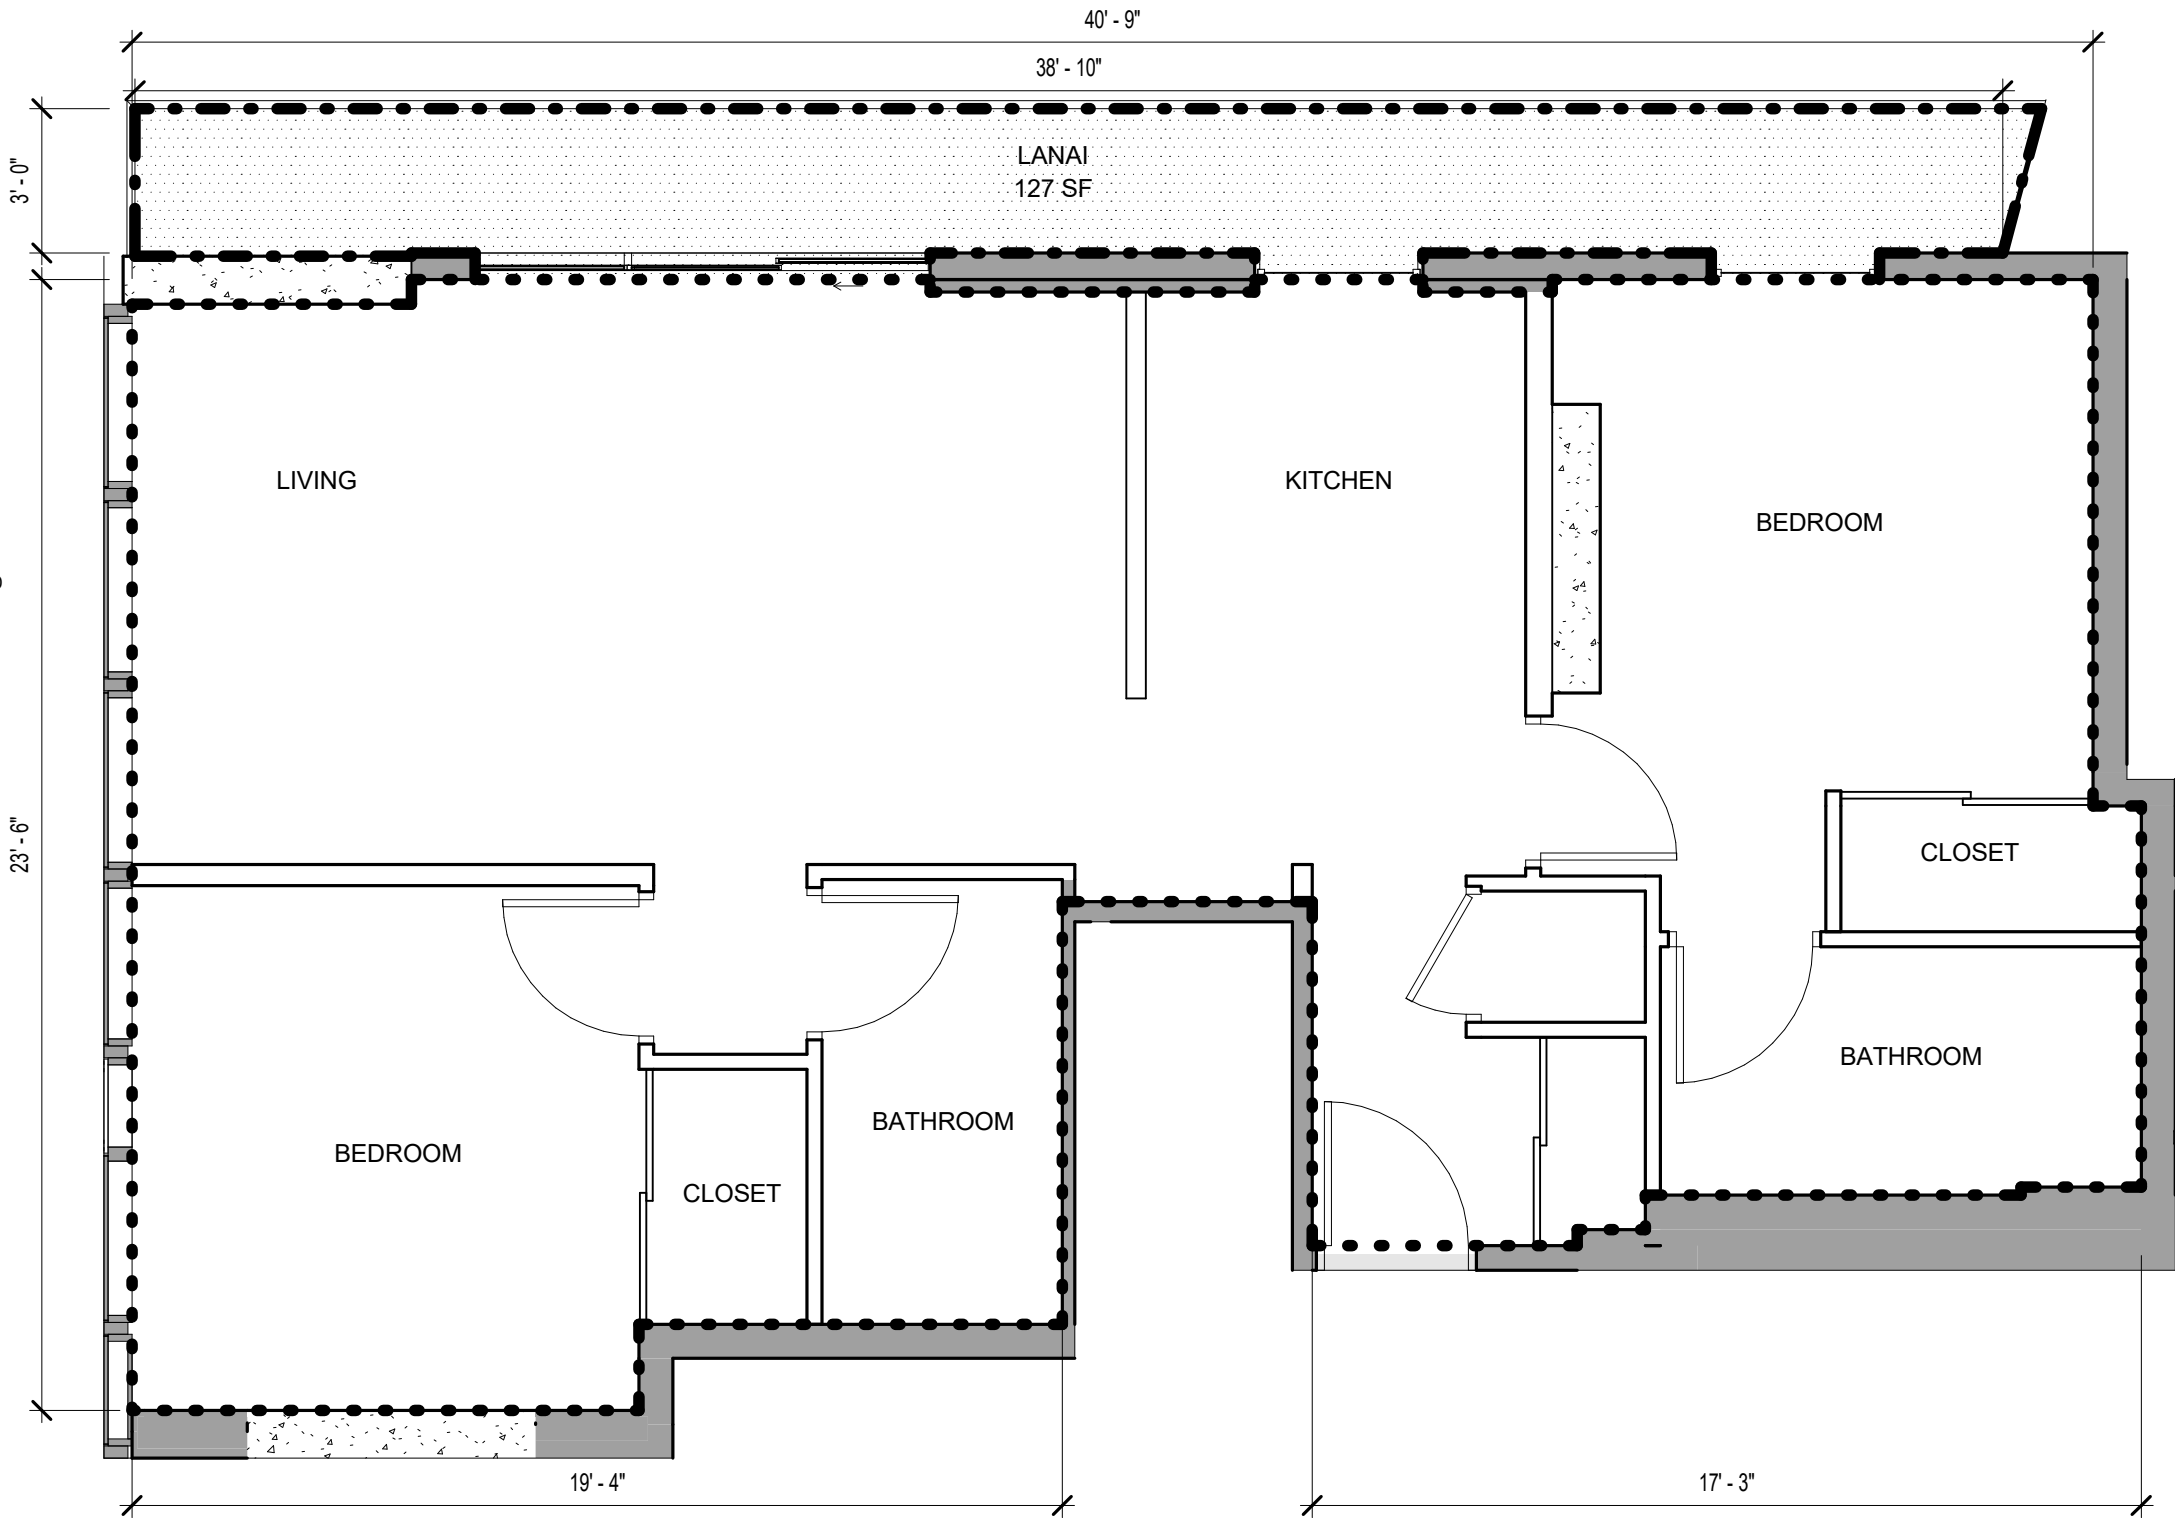 40' - 9"
38' - 10"
3' - 0"
LANAI
127 SF
LIVING
KITCHEN
BEDROOM
23' - 6"
CLOSET
BATHROOM
BATHROOM
BEDROOM
CLOSET
19' - 4"
17' - 3"